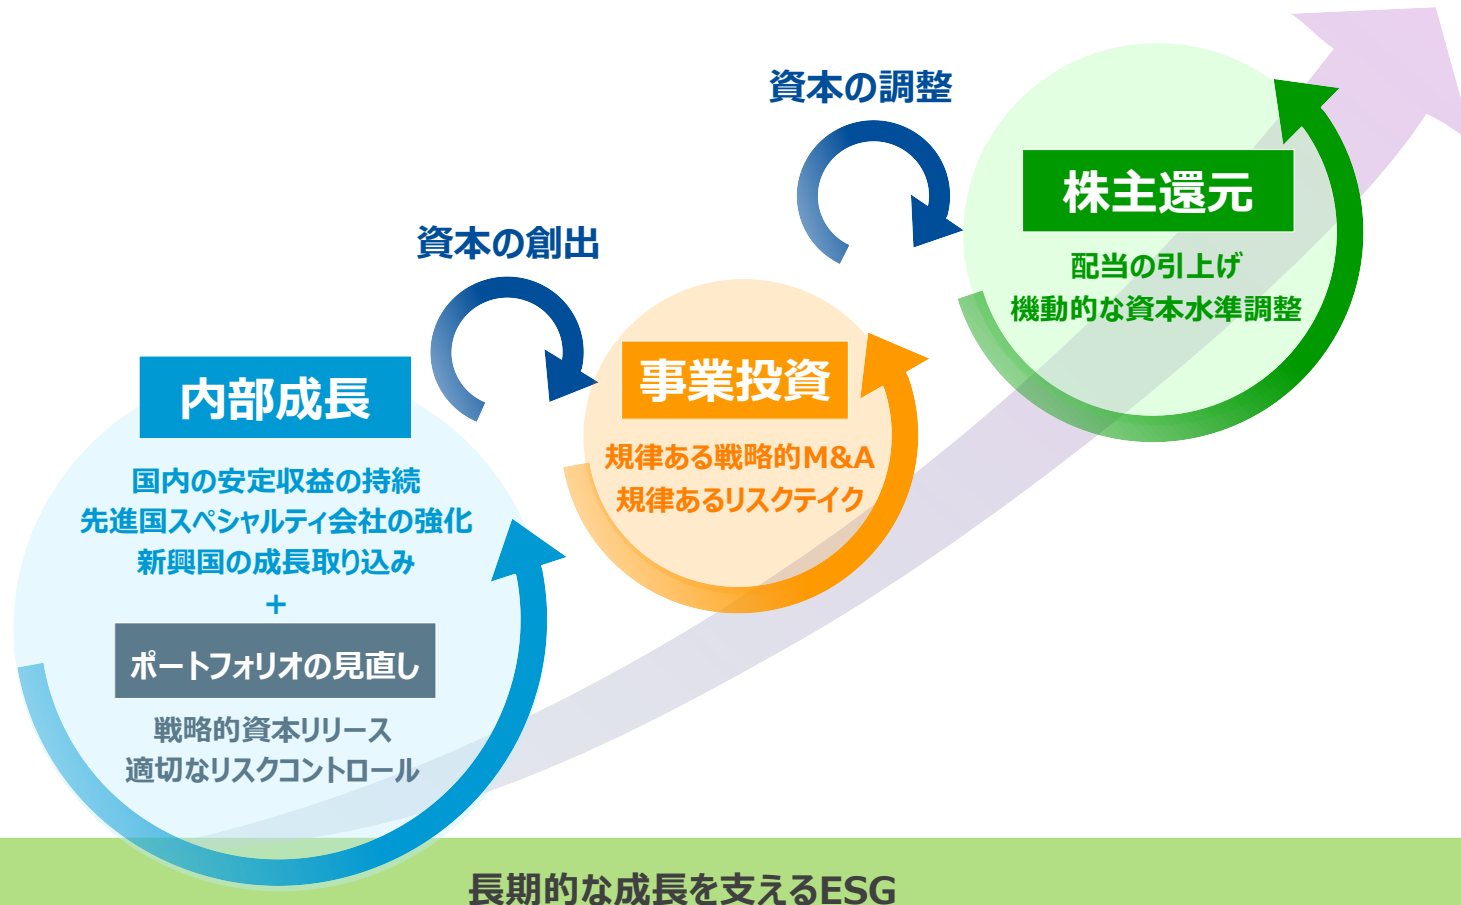 資本の調整
株主還元
配当の引上げ
機動的な資本水準調整
資本の創出
事業投資
規律ある戦略的M&A
規律あるリスクテイク
内部成長
国内の安定収益の持続
先進国スペシャルティ会社の強化
新興国の成長取り込み
+
ポートフォリオの見直し
戦略的資本リリース
適切なリスクコントロール
長期的な成長を支えるESG